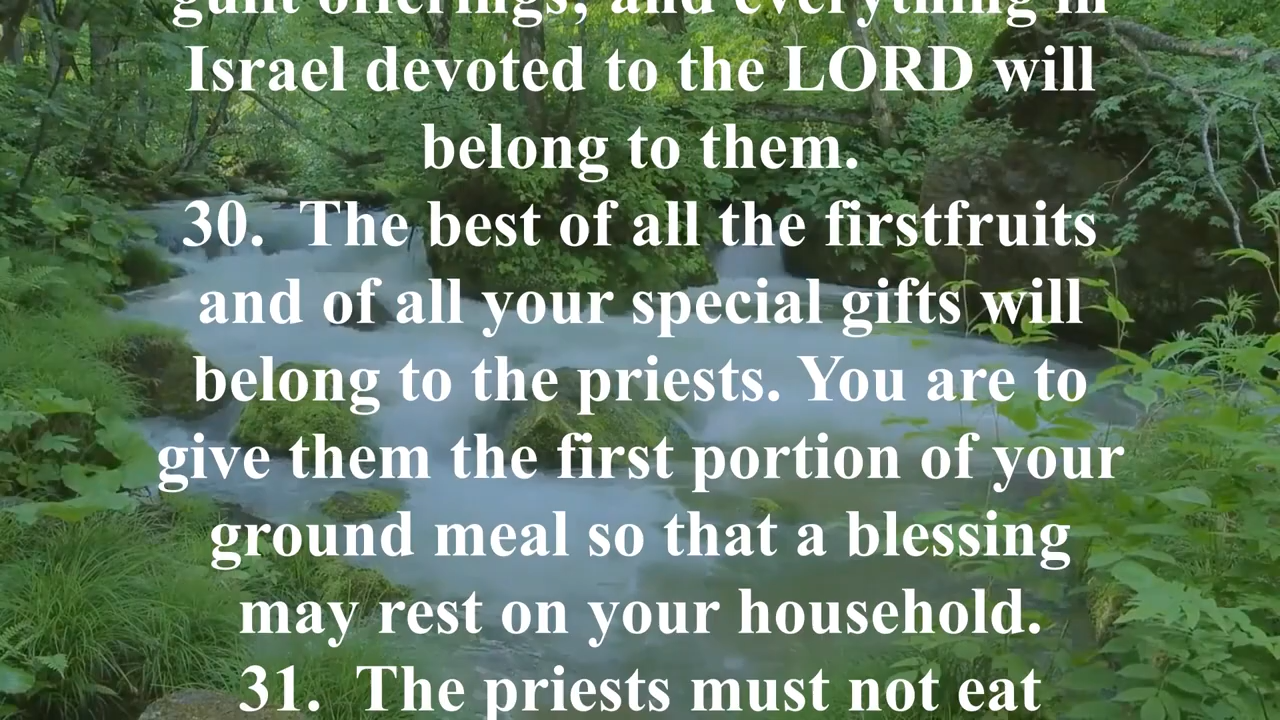 guilt offerings, and everything in
Israel devoted to the LORD will
belong to them.
30. The best of all the firstfruits
and of all your special gifts will
belong to the priests. You are to
give them the first portion of your
ground meal so that a blessing
may rest on your household.
31. The priests must not eat